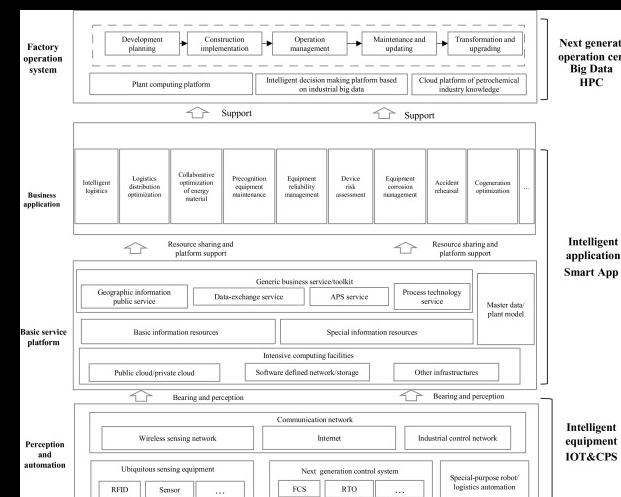 Factory
operation
system
Development
planning
Construction
implementation
Operation
management
Maintenance and
updating
Transformation and
upgrading
Plant computing platform
Intelligent decision making platform based
on industrial big data
Cloud platform of petrochemical
industry knowledge
Next generat
operation cen
Big Data
HPC
Support
Support
Business
application
Intelligent
logistics
Logistics
distribution
optimization
Collaborative
optimization
of energy
material
Precognition
equipment
maintenance
Equipment
reliability
management
Device
risk
assessment
Equipment
corrosion
management
Accident
rehearsal
Cogeneration
optimization
...
Resource sharing and
platform support
Resource sharing and
platform support
Intelligent
application
Smart App
Basic service
platform
Generic business service/toolkit
Geographic information
public service
Data-exchange service
APS service
Process technology
service
Master data/
plant model
Basic information resources
Special information resources
Intensive computing facilities
Public cloud/private cloud
Software defined network/storage
Other infrastructures
Bearing and perception
Bearing and perception
Perception
and
automation
Communication network
Wireless sensing network
Internet
Industrial control network
Ubiquitous sensing equipment
RFID
Sensor
...
Next generation control system
FCS
RTO
...
Special-purpose robot/
logistics automation
Intelligent
equipment
IOT&CPS